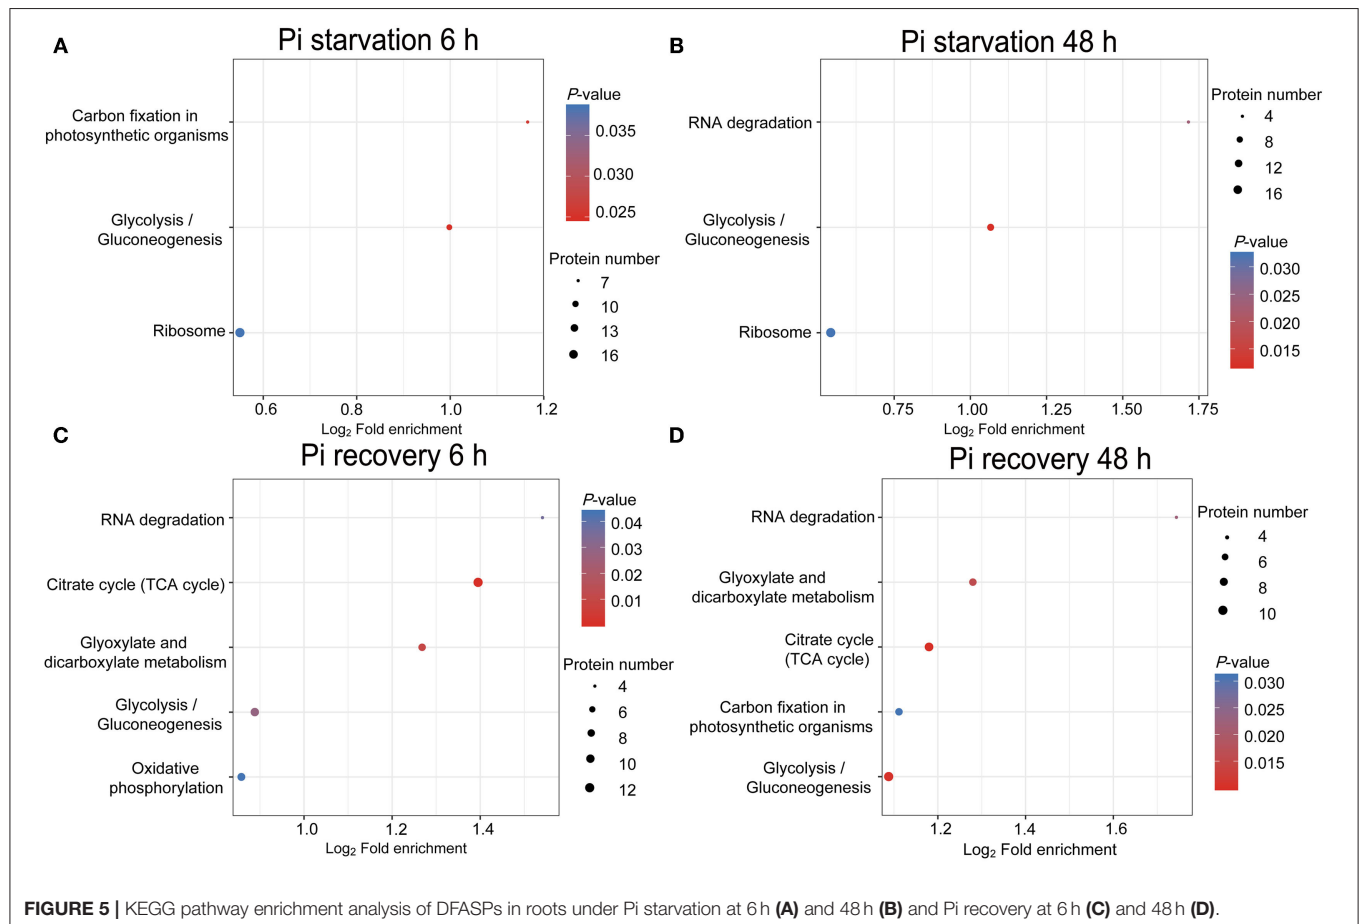 A
Pi starvation 6 h
Carbon fixation in
photosynthetic organisms
Glycolysis /
Gluconeogenesis
Ribosome
0.6 0.8 1.0 1.2
Log2 Fold enrichment
P-value
0.035
0.030
0.025
Protein number
7
10
13
16
B
Pi starvation 48 h
RNA degradation
Glycolysis /
Gluconeogenesis
Ribosome
0.75 1.00 1.25 1.50 1.75
Log2 Fold enrichment
Protein number
4
8
12
16
P-value
0.030
0.025
0.020
0.015
C
Pi recovery 6 h
RNA degradation
Citrate cycle (TCA cycle)
Glyoxylate and
dicarboxylate metabolism
Glycolysis /
Gluconeogenesis
Oxidative
phosphorylation
1.0 1.2 1.4
Log2 Fold enrichment
P-value
0.04
0.03
0.02
0.01
Protein number
4
6
8
10
12
D
Pi recovery 48 h
RNA degradation
Glyoxylate and
dicarboxylate metabolism
Citrate cycle
(TCA cycle)
Carbon fixation in
photosynthetic organisms
Glycolysis /
Gluconeogenesis
1.2 1.4 1.6
Log2 Fold enrichment
Protein number
4
6
8
10
P-value
0.030
0.025
0.020
0.015
FIGURE 5 | KEGG pathway enrichment analysis of DFASPs in roots under Pi starvation at 6 h (A) and 48 h (B) and Pi recovery at 6 h (C) and 48 h (D).